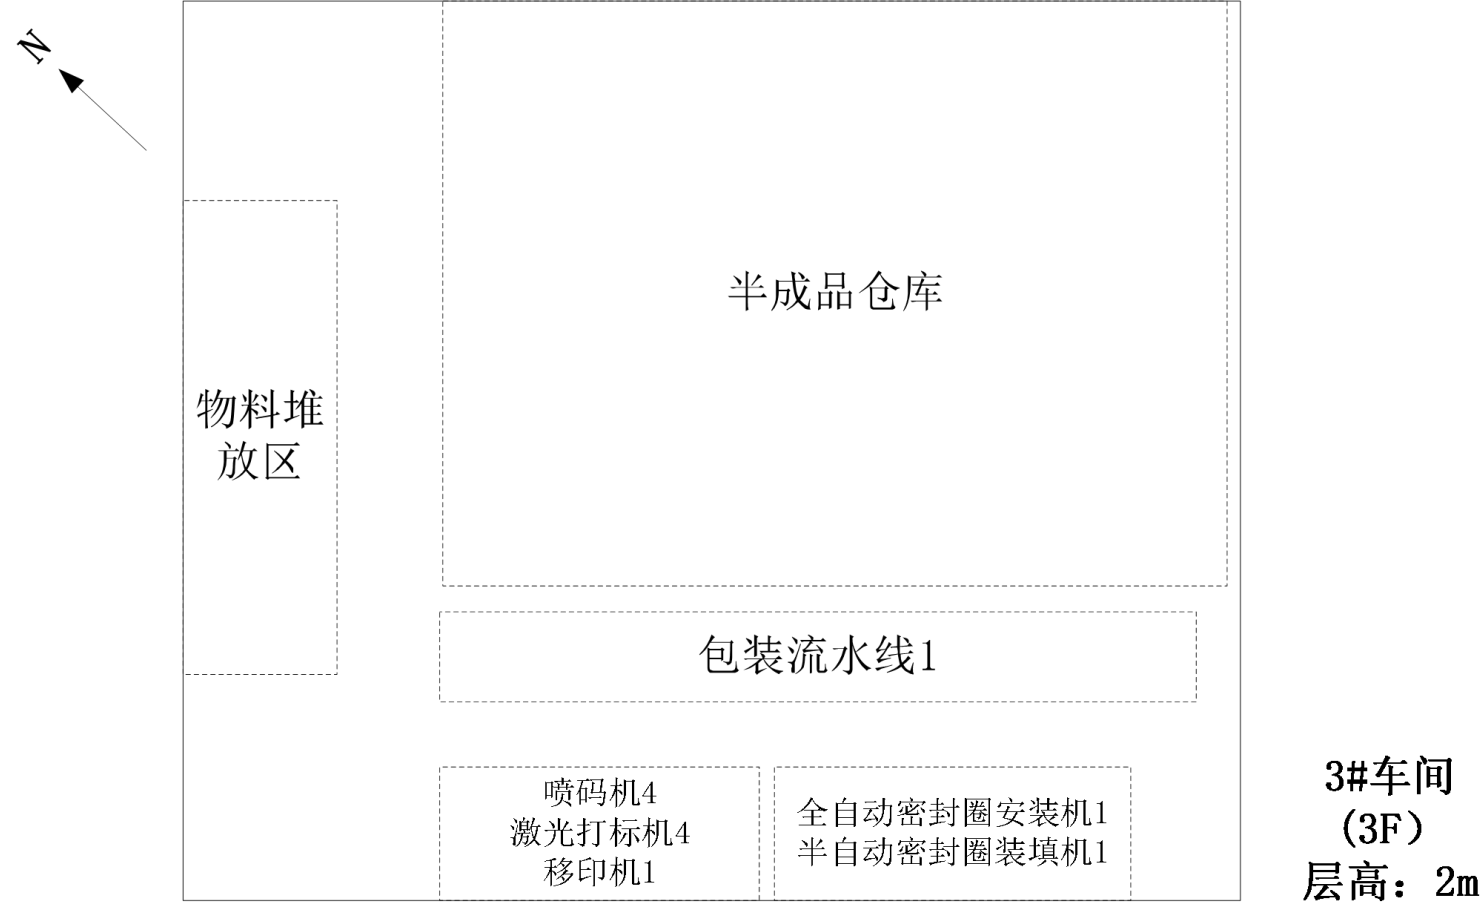 N
半成品仓库
物料堆
放区
包装流水线1
喷码机4
激光打标机4
移印机1
全自动密封圈安装机1
半自动密封圈装填机1
3#车间
(3F）
层高：2m